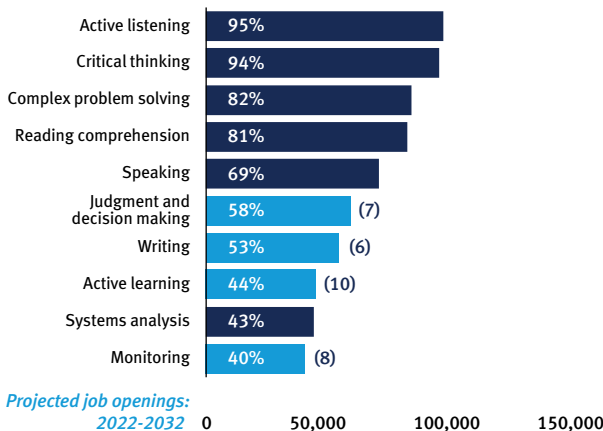 Active listening 95%
Critical thinking 94%
Complex problem solving 82%
Reading comprehension 81%
Speaking 69%
Judgment and
decision making 58% (7)
Writing 53% (6)
Active learning 44% (10)
Systems analysis 43%
Monitoring 40% (8)
Projected job openings:
2022-2032 0 50,000 100,000 150,000